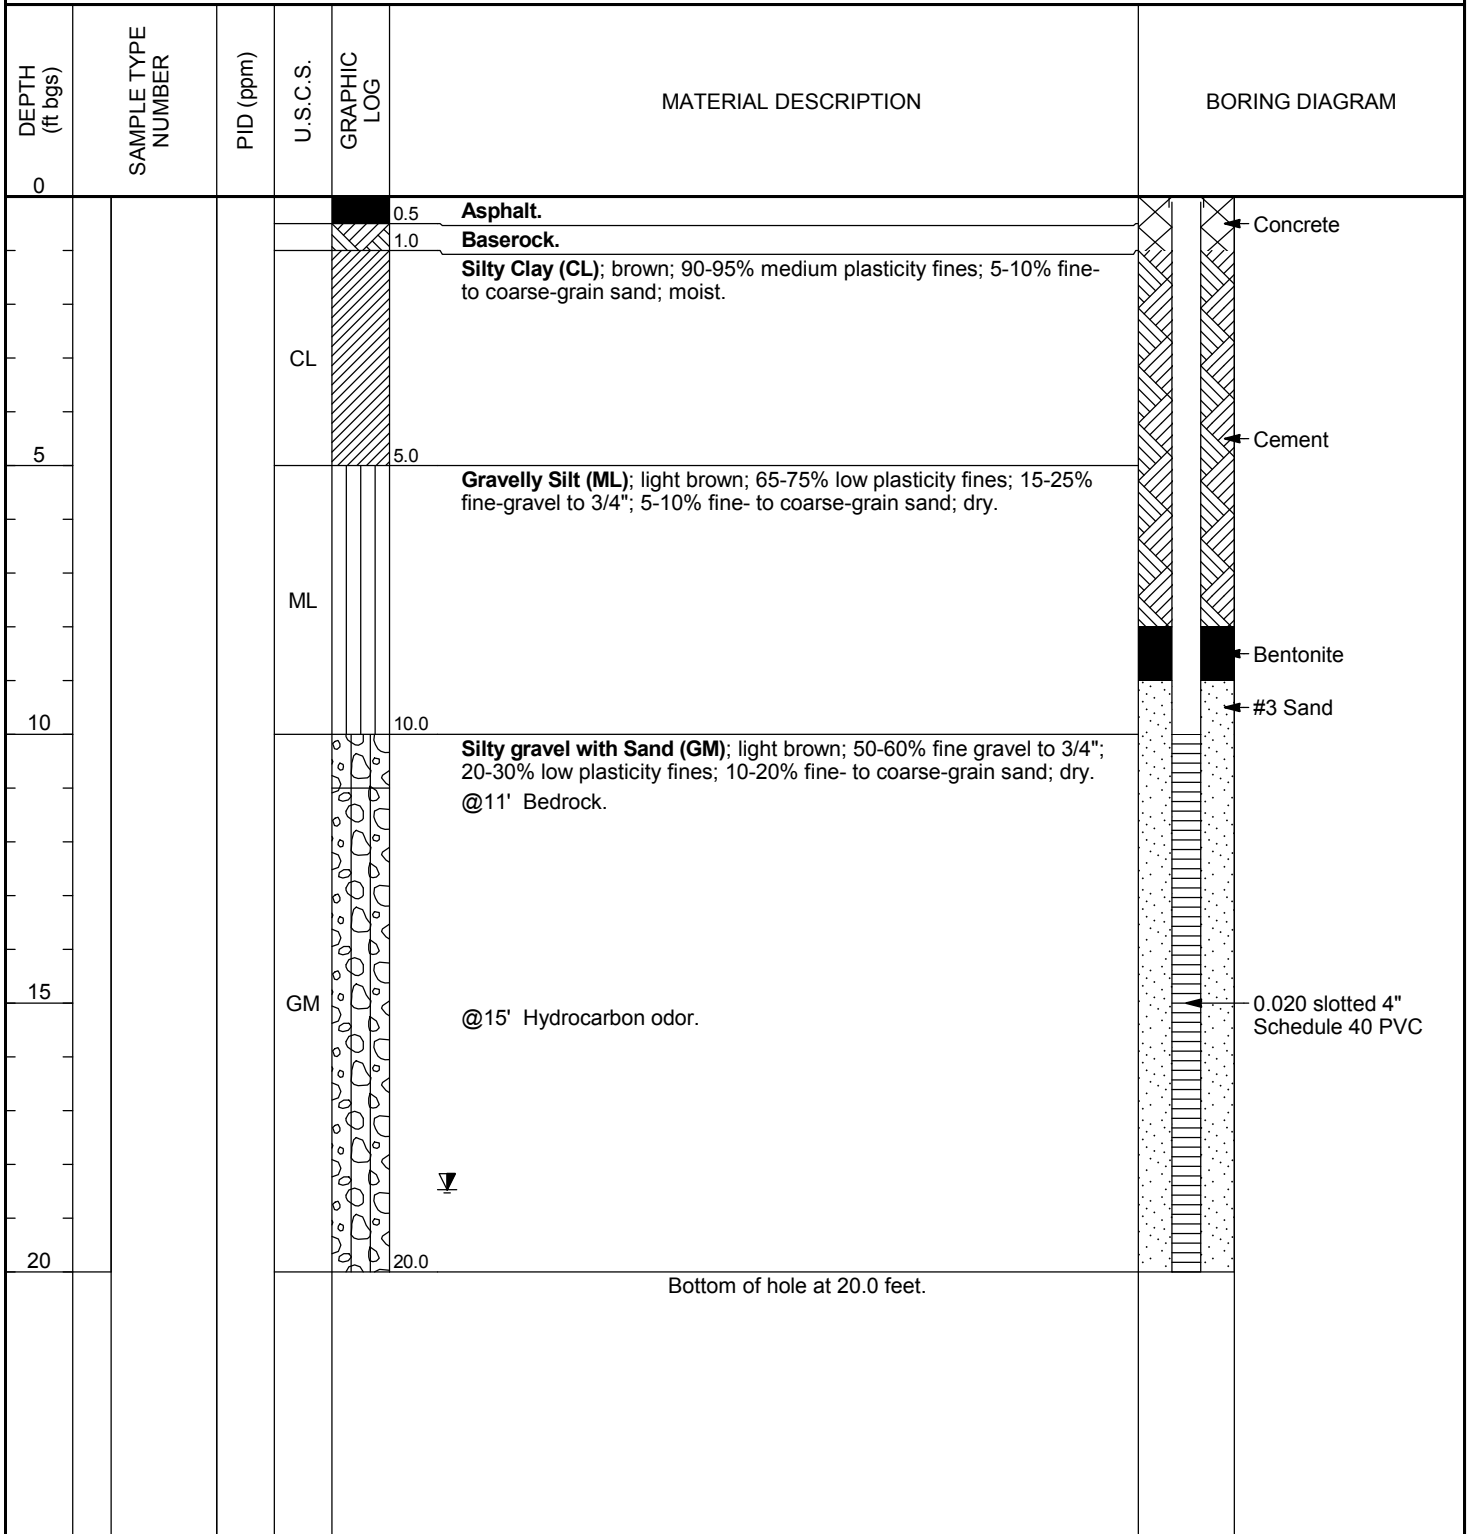 DEPTH
(ft bgs)
SAMPLE TYPE
NUMBER
PID (ppm)
U.S.C.S.
GRAPHIC
LOG
MATERIAL DESCRIPTION
BORING DIAGRAM
0
0.5 Asphalt.
Concrete
1.0 Baserock.
Silty Clay (CL); brown; 90-95% medium plasticity fines; 5-10% fine-
to coarse-grain sand; moist.
CL
Cement
5
5.0
Gravelly Silt (ML); light brown; 65-75% low plasticity fines; 15-25%
fine-gravel to 3/4"; 5-10% fine- to coarse-grain sand; dry.
ML
Bentonite
#3 Sand
10
10.0
Silty gravel with Sand (GM); light brown; 50-60% fine gravel to 3/4";
20-30% low plasticity fines; 10-20% fine- to coarse-grain sand; dry.
@11' Bedrock.
15
GM
0.020 slotted 4"
Schedule 40 PVC
@15' Hydrocarbon odor.
20
20.0
Bottom of hole at 20.0 feet.